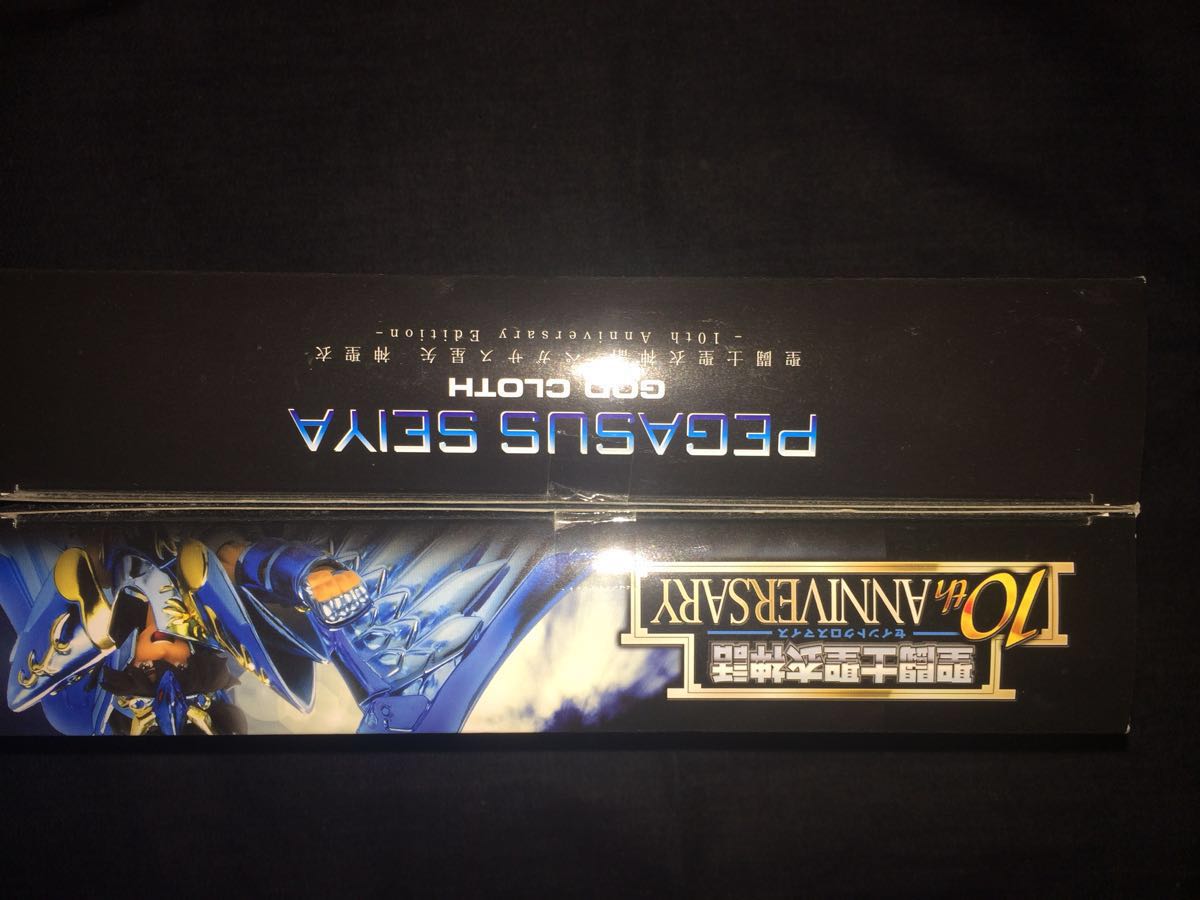 聖闘士聖衣神話
セイントクロスマイス
10th ANNIVERSARY
PEGASUS SEIYA
GOD CLOTH
聖闘士聖衣神話 ペガサス星矢 神聖衣
- 10th Anniversary Edition -